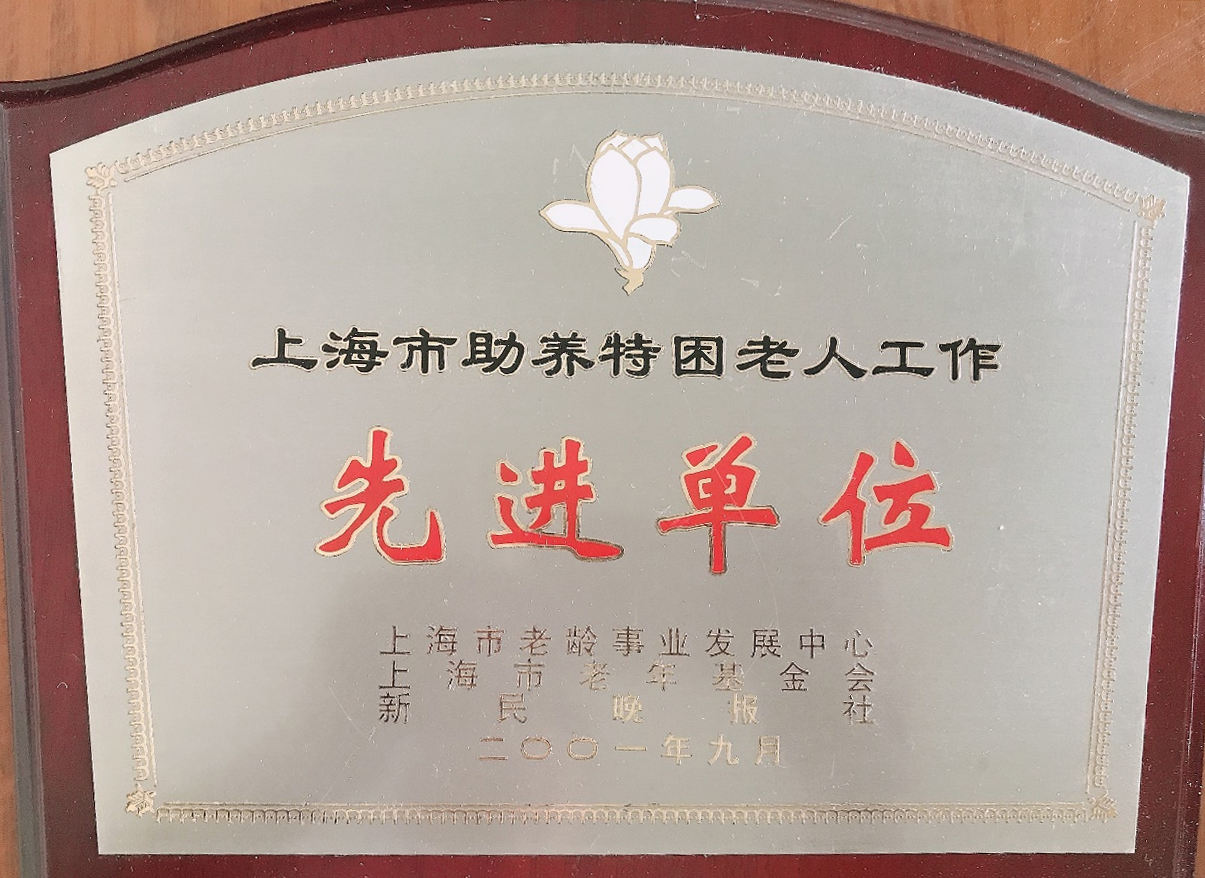 上海市助养特困老人工作
先进单位
上海市老龄事业发展中心
上海市老年基金会
新民晚报社
二〇〇一年九月